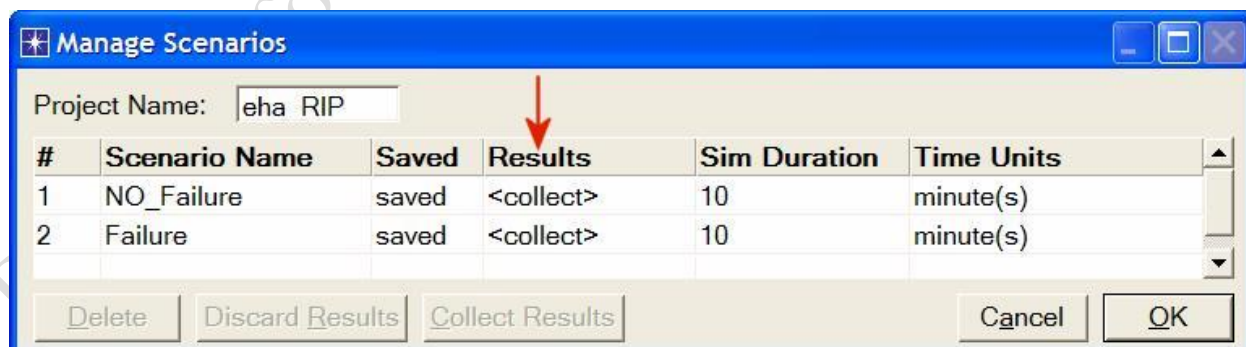 Manage Scenarios
Project Name: eha RIP
# Scenario Name Saved Results Sim Duration Time Units
1 NO_Failure saved <collect> 10 minute(s)
2 Failure saved <collect> 10 minute(s)
Delete Discard Results Collect Results Cancel OK